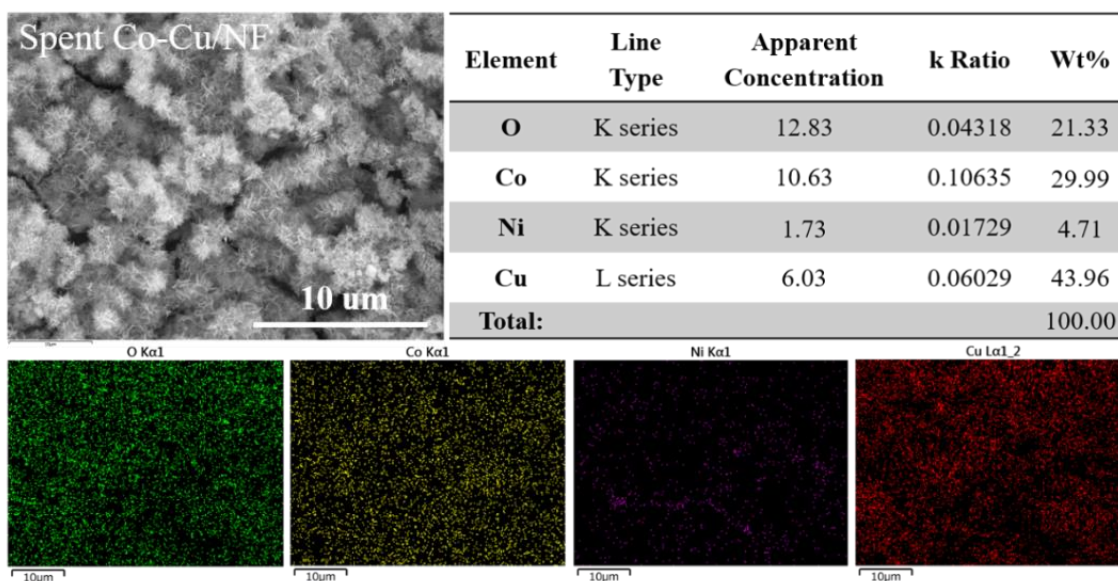 Spent Co-Cu/NF
10 um
Element Line Type Apparent Concentration k Ratio Wt%
O K series 12.83 0.04318 21.33
Co K series 10.63 0.10635 29.99
Ni K series 1.73 0.01729 4.71
Cu L series 6.03 0.06029 43.96
Total: 100.00
O Kα1 Co Kα1 Ni Kα1 Cu Lα1_2
10μm 10μm 10μm 10μm